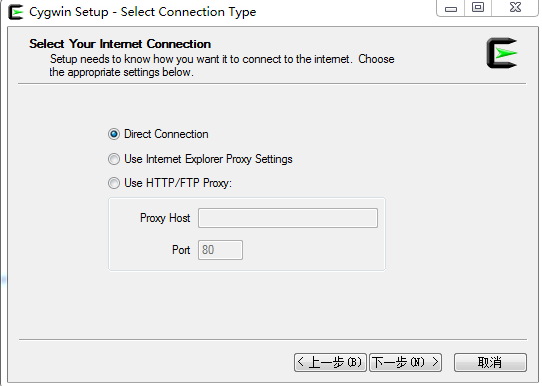 Cygwin Setup - Select Connection Type
Select Your Internet Connection
Setup needs to know how you want it to connect to the internet.  Choose
the appropriate settings below.
Direct Connection
Use Internet Explorer Proxy Settings
Use HTTP/FTP Proxy:
Proxy Host
Port 80
< 上一步(B) 下一步(N) > 取消